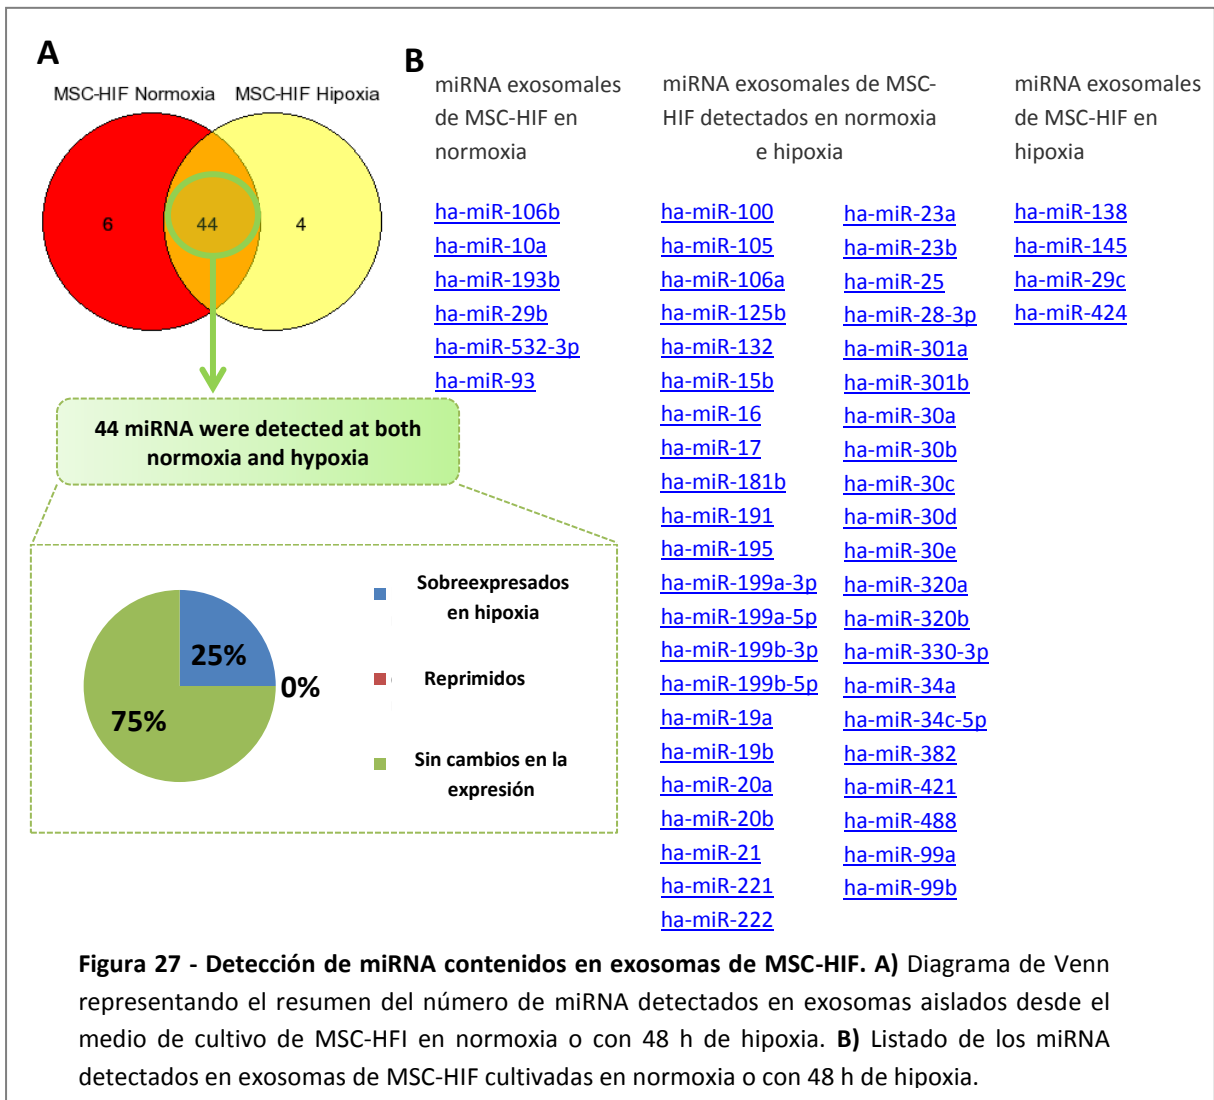 A
MSC-HIF Normoxia MSC-HIF Hipoxia
6
44
4
44 miRNA were detected at both
normoxia and hypoxia
25%
0%
75%
Sobreexpresados
en hipoxia
Reprimidos
Sin cambios en la
expresión
B
miRNA exosomales
de MSC-HIF en
normoxia
ha-miR-106b
ha-miR-10a
ha-miR-193b
ha-miR-29b
ha-miR-532-3p
ha-miR-93
miRNA exosomales de MSC-
HIF detectados en normoxia
e hipoxia
ha-miR-100
ha-miR-105
ha-miR-106a
ha-miR-125b
ha-miR-132
ha-miR-15b
ha-miR-16
ha-miR-17
ha-miR-181b
ha-miR-191
ha-miR-195
ha-miR-199a-3p
ha-miR-199a-5p
ha-miR-199b-3p
ha-miR-199b-5p
ha-miR-19a
ha-miR-19b
ha-miR-20a
ha-miR-20b
ha-miR-21
ha-miR-221
ha-miR-222
ha-miR-23a
ha-miR-23b
ha-miR-25
ha-miR-28-3p
ha-miR-301a
ha-miR-301b
ha-miR-30a
ha-miR-30b
ha-miR-30c
ha-miR-30d
ha-miR-30e
ha-miR-320a
ha-miR-320b
ha-miR-330-3p
ha-miR-34a
ha-miR-34c-5p
ha-miR-382
ha-miR-421
ha-miR-488
ha-miR-99a
ha-miR-99b
miRNA exosomales
de MSC-HIF en
hipoxia
ha-miR-138
ha-miR-145
ha-miR-29c
ha-miR-424
Figura 27 - Detección de miRNA contenidos en exosomas de MSC-HIF. A) Diagrama de Venn
representando el resumen del número de miRNA detectados en exosomas aislados desde el
medio de cultivo de MSC-HFI en normoxia o con 48 h de hipoxia. B) Listado de los miRNA
detectados en exosomas de MSC-HIF cultivadas en normoxia o con 48 h de hipoxia.